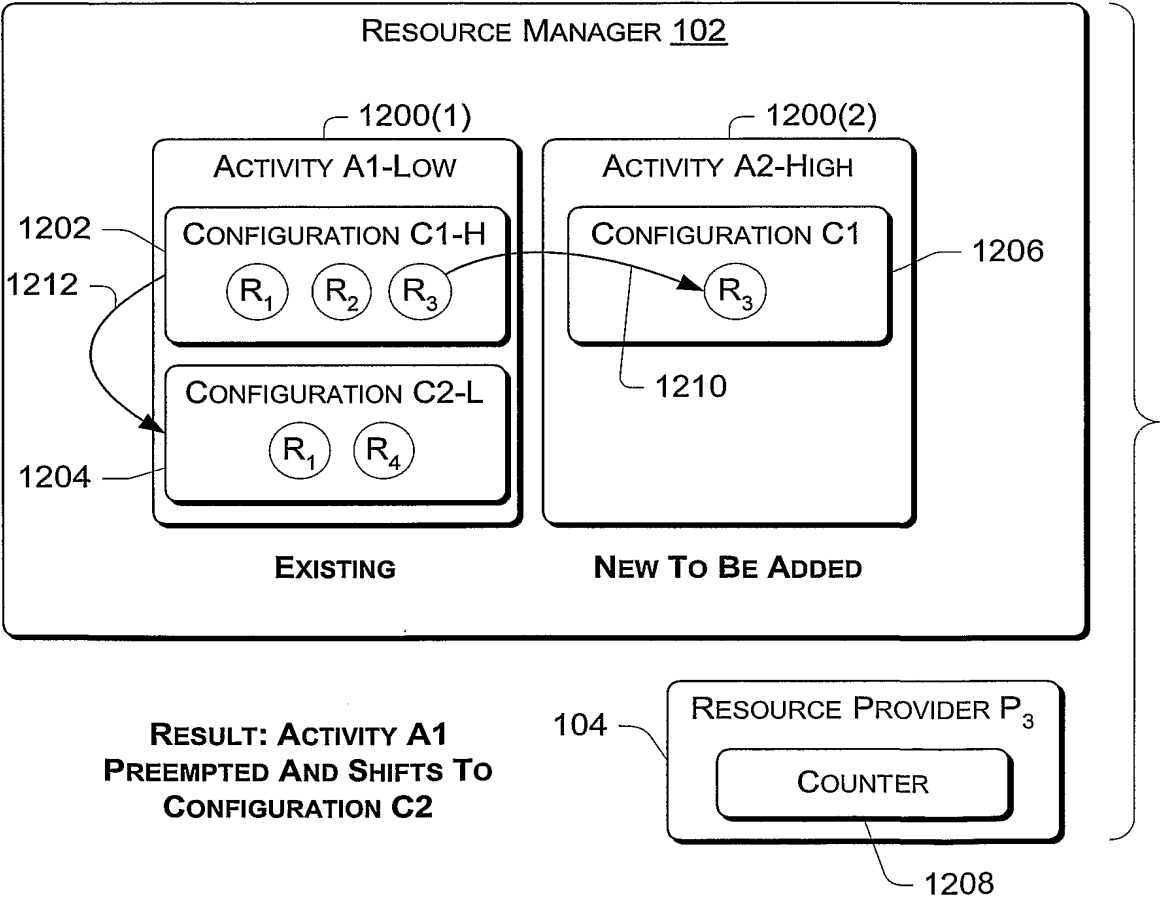 RESOURCE MANAGER 102
1200(1)
1200(2)
ACTIVITY A1-LOW
ACTIVITY A2-HIGH
1202
CONFIGURATION C1-H
CONFIGURATION C1
1206
1212
R1 R2 R3
R3
1210
CONFIGURATION C2-L
R1 R4
1204
EXISTING
NEW TO BE ADDED
RESULT: ACTIVITY A1
PREEMPTED AND SHIFTS TO
CONFIGURATION C2
104
RESOURCE PROVIDER P3
COUNTER
1208